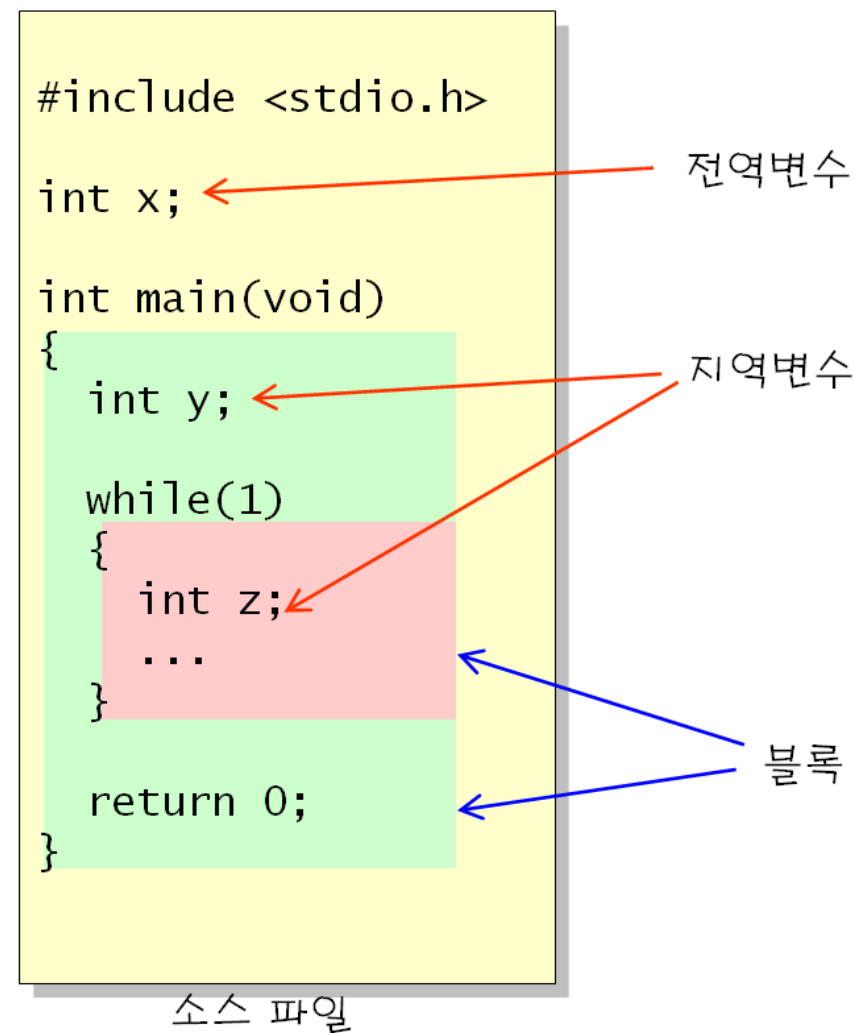 #include <stdio.h>
int x;
전역변수
int main(void)
{
int y;
지역변수
while(1)
{
int z;
...
}
블록
return 0;
}
소스 파일